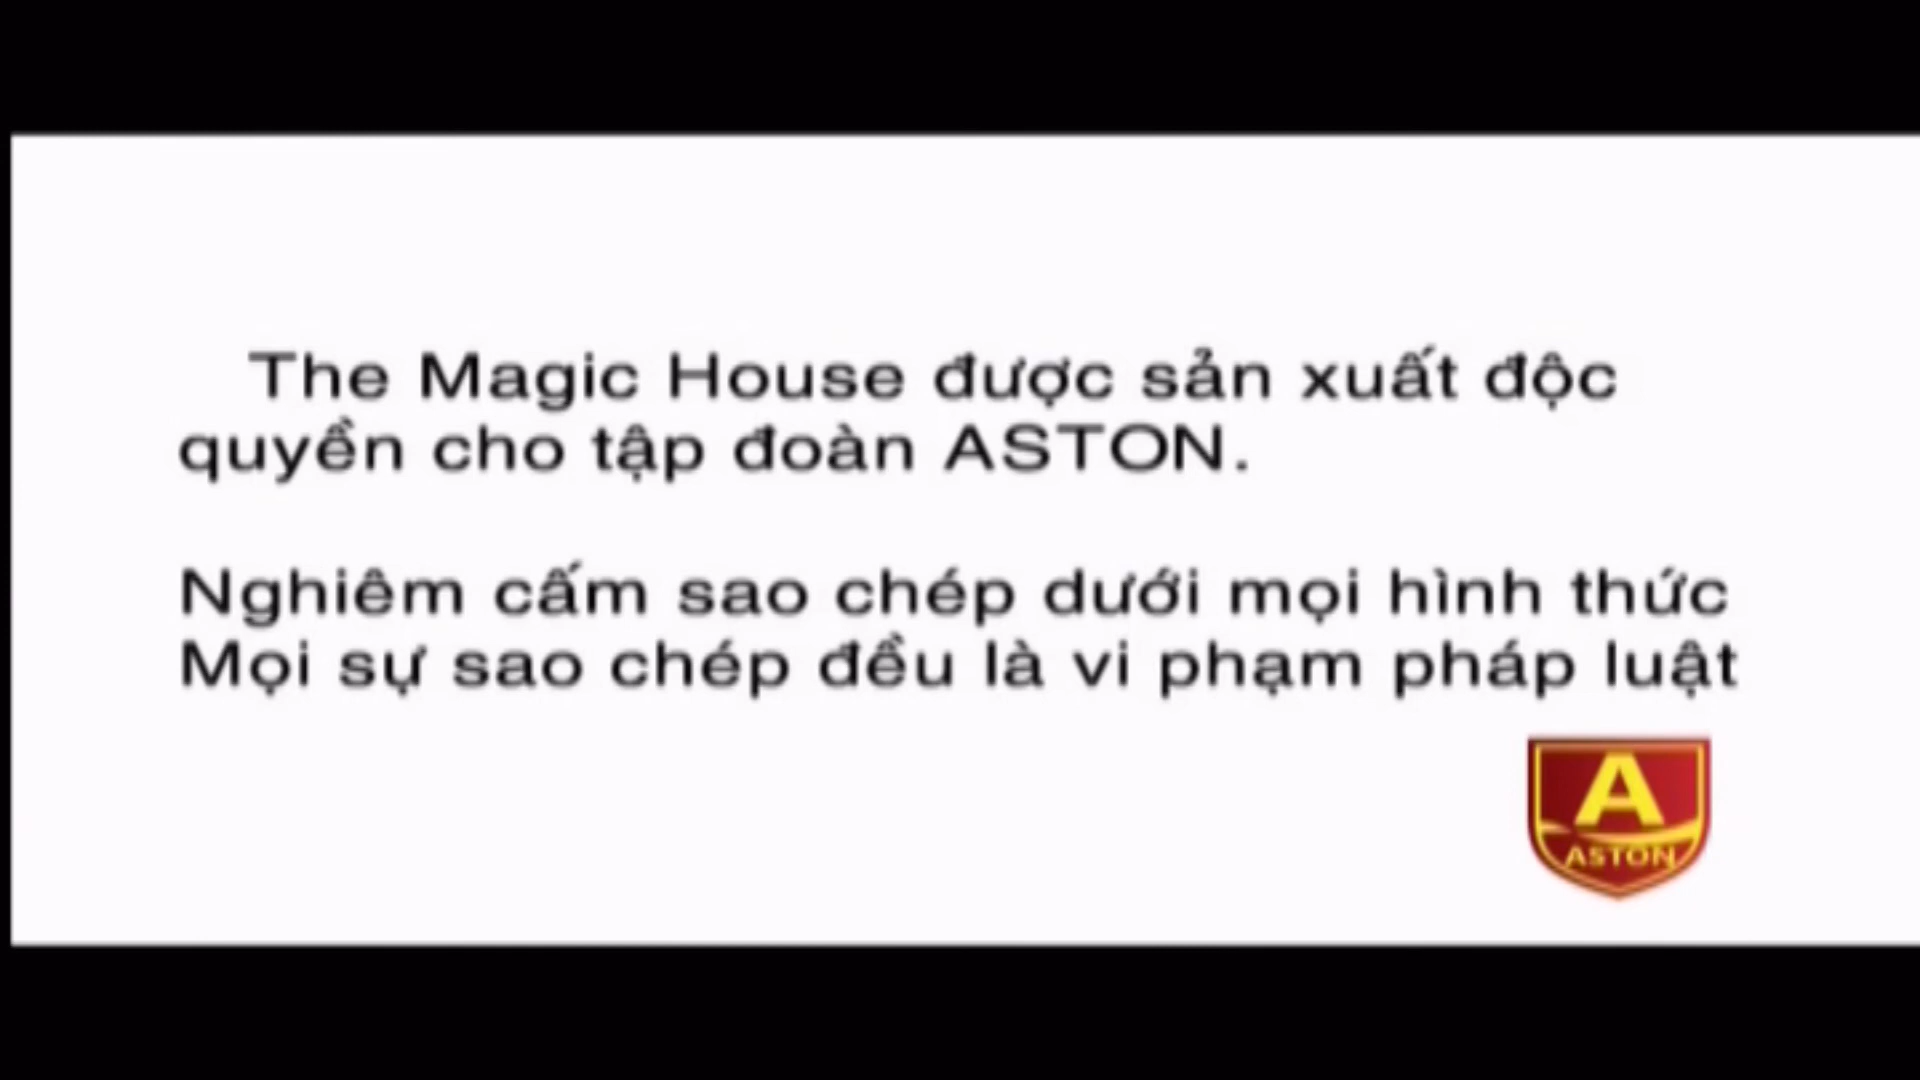 The Magic House được sản xuất độc
quyền cho tập đoàn ASTON.
Nghiêm cấm sao chép dưới mọi hình thức
Mọi sự sao chép đều là vi phạm pháp luật
A
ASTON